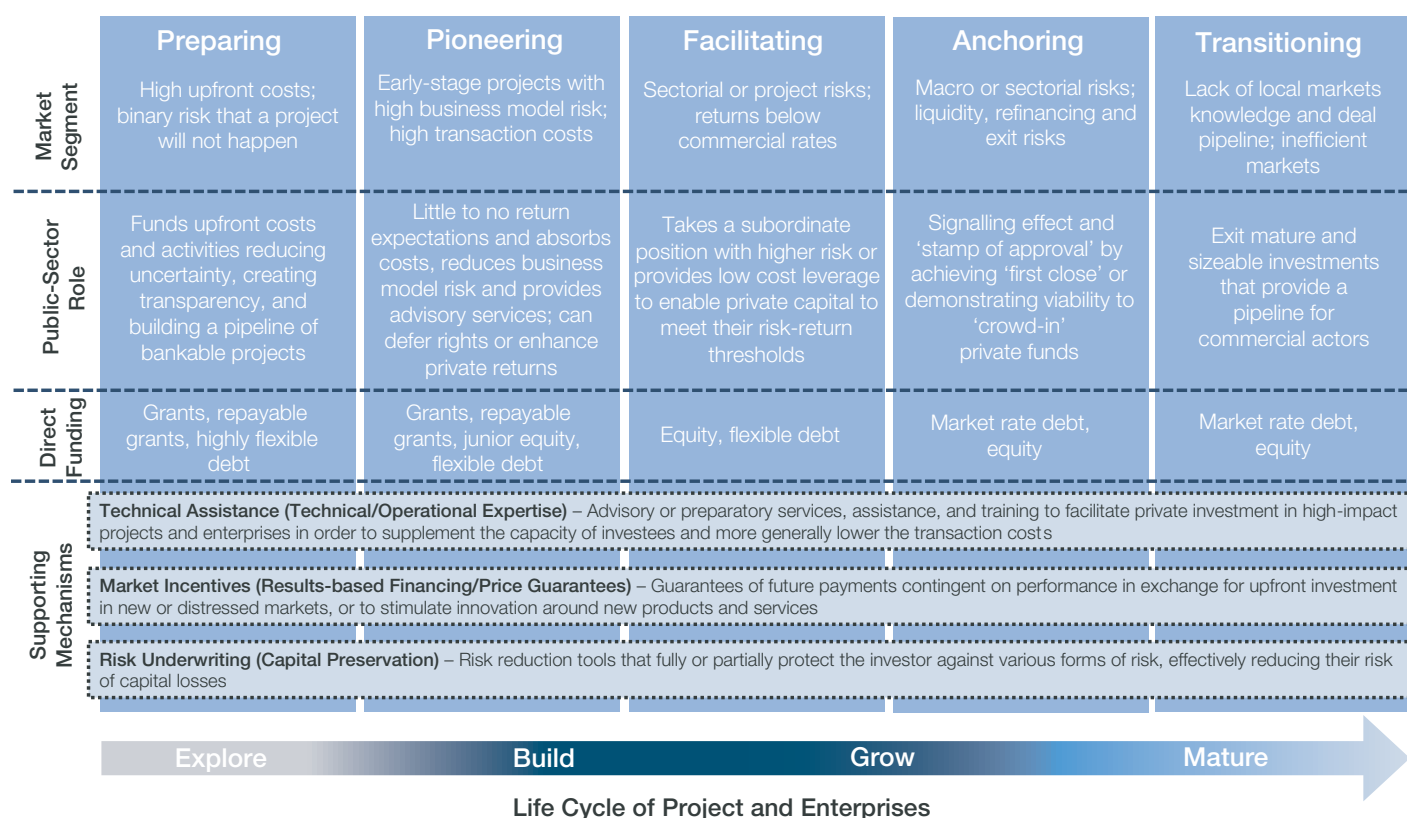 Preparing
Pioneering
Facilitating
Anchoring
Transitioning
Market
Segment
High upfront costs;
binary risk that a project
will not happen
Early-stage projects with
high business model risk;
high transaction costs
Sectorial or project risks;
returns below
commercial rates
Macro or sectorial risks;
liquidity, refinancing and
exit risks
Lack of local markets
knowledge and deal
pipeline; inefficient
markets
Public-Sector
Role
Funds upfront costs
and activities reducing
uncertainty, creating
transparency, and
building a pipeline of
bankable projects
Little to no return
expectations and absorbs
costs, reduces business
model risk and provides
advisory services; can
defer rights or enhance
private returns
Takes a subordinate
position with higher risk or
provides low cost leverage
to enable private capital to
meet their risk-return
thresholds
Signalling effect and
‘stamp of approval’ by
achieving ‘first close’ or
demonstrating viability to
‘crowd-in’
private funds
Exit mature and
sizeable investments
that provide a
pipeline for
commercial actors
Direct
Funding
Grants, repayable
grants, highly flexible
debt
Grants, repayable
grants, junior equity,
flexible debt
Equity, flexible debt
Market rate debt,
equity
Market rate debt,
equity
Supporting
Mechanisms
Technical Assistance (Technical/Operational Expertise) – Advisory or preparatory services, assistance, and training to facilitate private investment in high-impact
projects and enterprises in order to supplement the capacity of investees and more generally lower the transaction costs
Market Incentives (Results-based Financing/Price Guarantees) – Guarantees of future payments contingent on performance in exchange for upfront investment
in new or distressed markets, or to stimulate innovation around new products and services
Risk Underwriting (Capital Preservation) – Risk reduction tools that fully or partially protect the investor against various forms of risk, effectively reducing their risk
of capital losses
Explore
Build
Grow
Mature
Life Cycle of Project and Enterprises